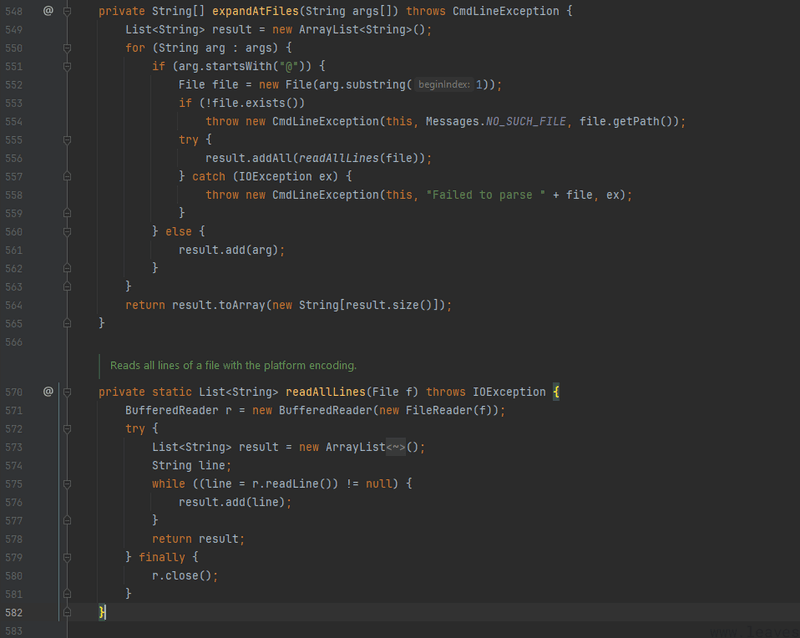 548 @ private String[] expandAtFiles(String args[]) throws CmdLineException {
549 List<String> result = new ArrayList<String>();
550 for (String arg : args) {
551 if (arg.startsWith("@")) {
552 File file = new File(arg.substring( beginIndex: 1));
553 if (!file.exists())
554 throw new CmdLineException(this, Messages.NO_SUCH_FILE, file.getPath());
555 try {
556 result.addAll(readAllLines(file));
557 } catch (IOException ex) {
558 throw new CmdLineException(this, "Failed to parse " + file, ex);
559 }
560 } else {
561 result.add(arg);
562 }
563 }
564 return result.toArray(new String[result.size()]);
565 }
566
Reads all lines of a file with the platform encoding.
570 @ private static List<String> readAllLines(File f) throws IOException {
571 BufferedReader r = new BufferedReader(new FileReader(f));
572 try {
573 List<String> result = new ArrayList<~>();
574 String line;
575 while ((line = r.readLine()) != null) {
576 result.add(line);
577 }
578 return result;
579 } finally {
580 r.close();
581 }
582 }
583